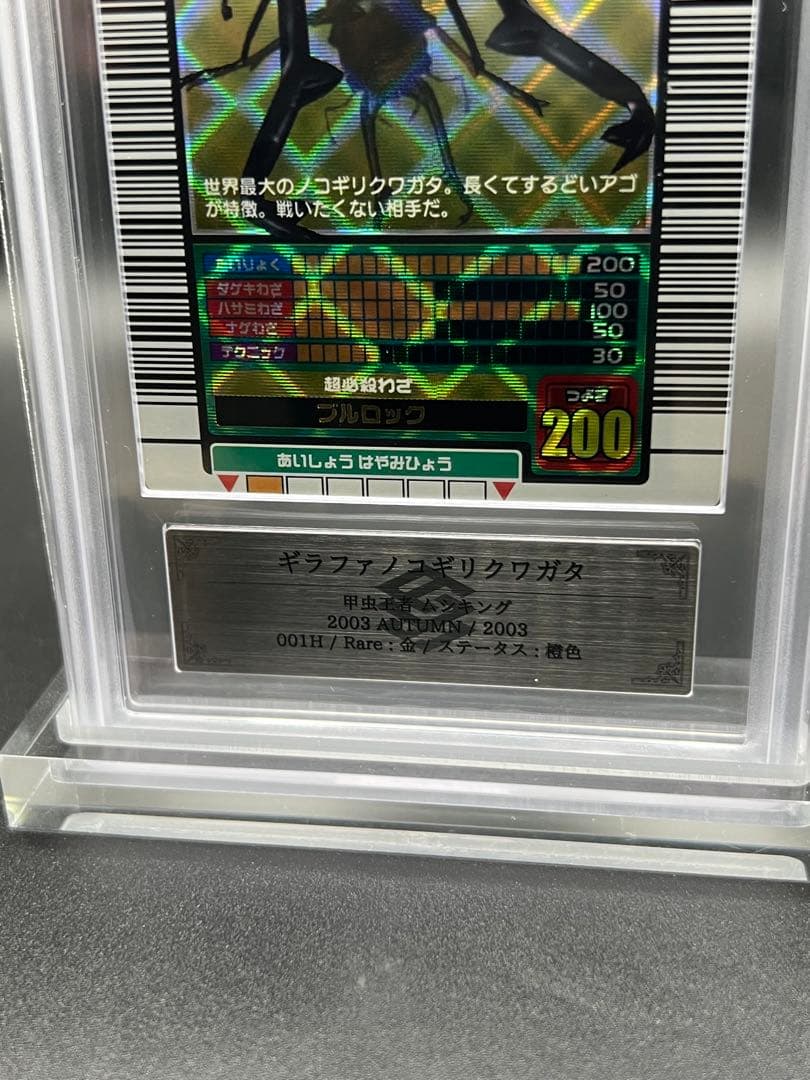 世界最大のノコギリクワガタ。長くてするどいアゴ
が特徴。戦いたくない相手だ。
たいりょく 200
ダゲキわざ 50
ハサミわざ 100
ナゲわざ 50
テクニック 30
超必殺わざ
ブルロック
つよさ
200
あいしょう はやみひょう
ギラファノコギリクワガタ
甲虫王者 ムシキング
2003 AUTUMN / 2003
001H / Rare : 金 / ステータス : 橙色